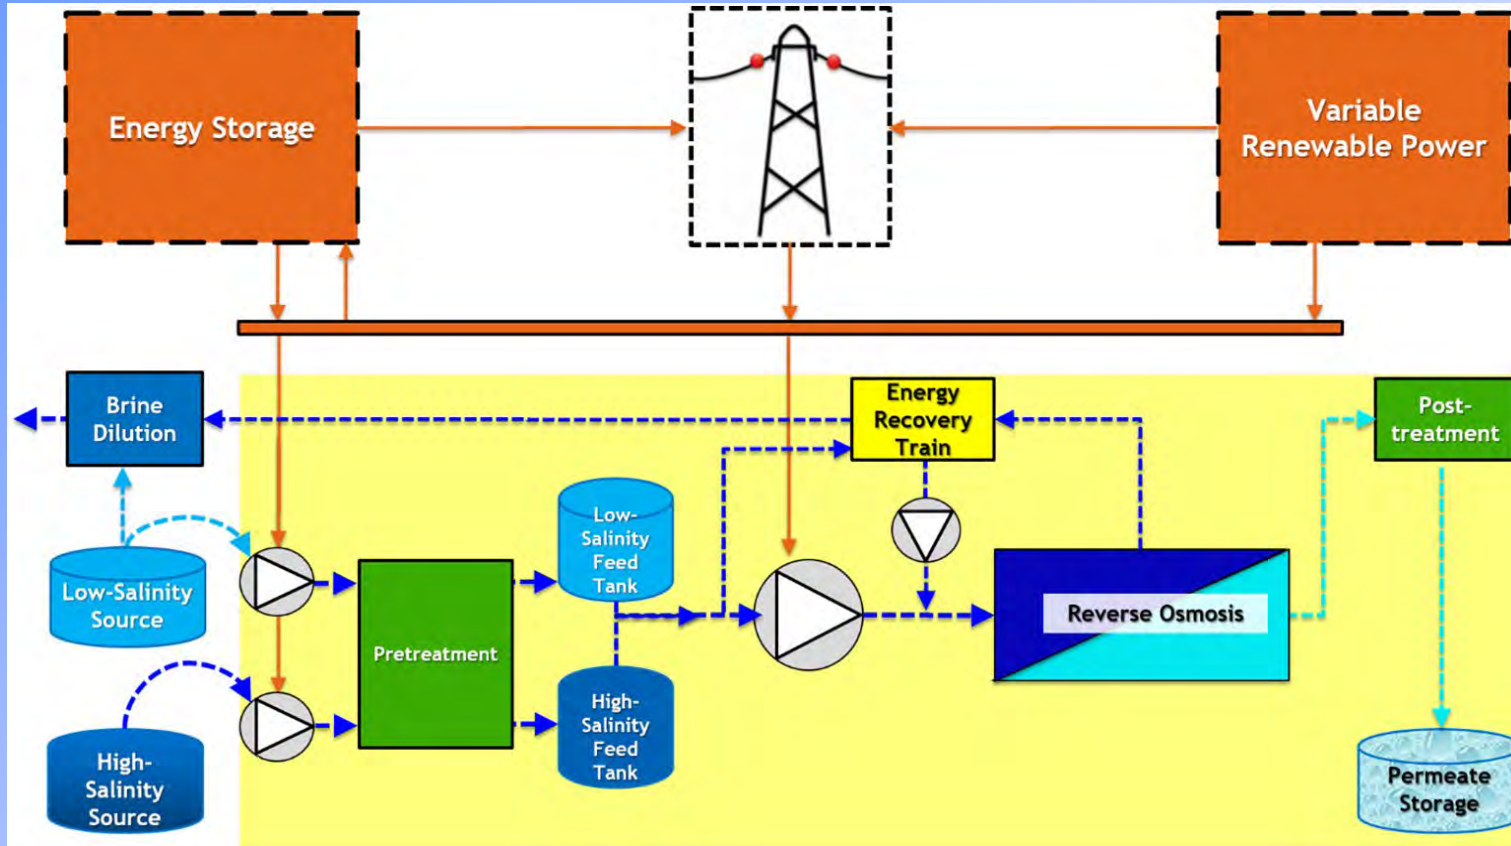 Energy Storage
Variable
Renewable Power
Brine
Dilution
Energy
Recovery
Train
Post-
treatment
Low-
Salinity
Feed
Tank
Low-Salinity
Source
Reverse Osmosis
Pretreatment
High-
Salinity
Feed
Tank
High-
Salinity
Source
Permeate
Storage